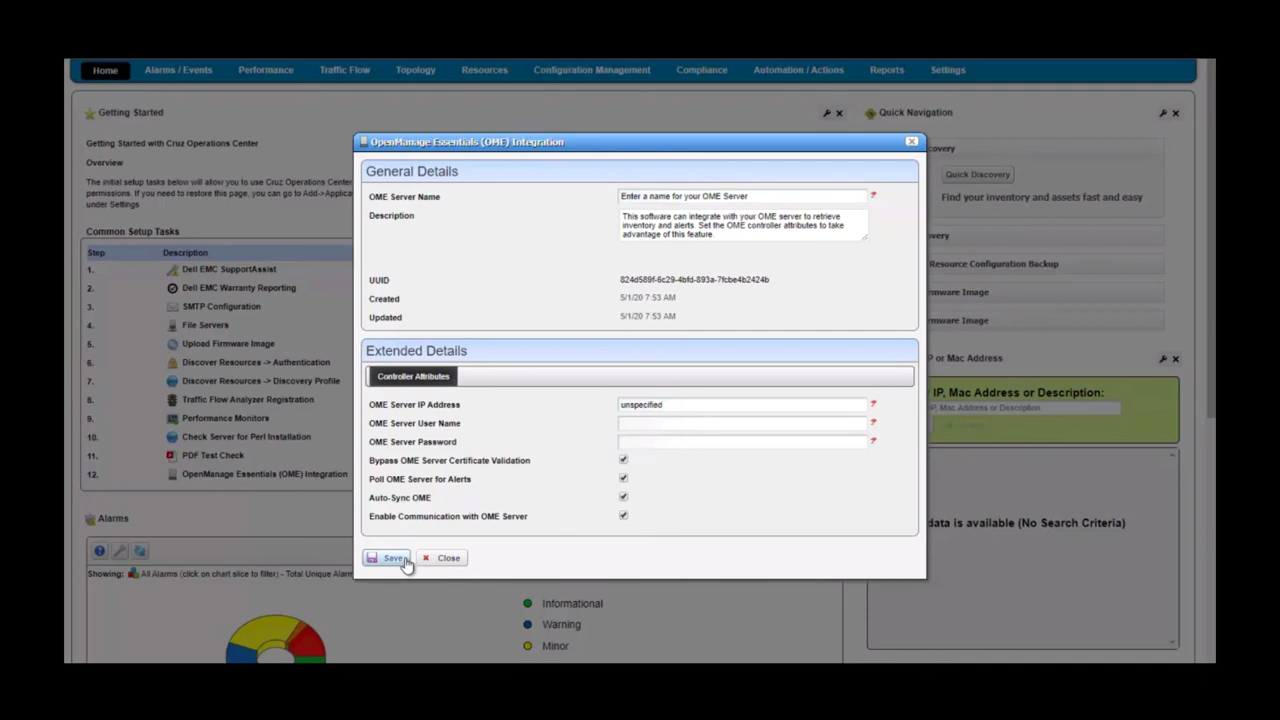 Home Alarms / Events Performance Traffic Flow Topology Resources Configuration Management Compliance Automation / Actions Reports Settings
Getting Started
Getting Started with Cruz Operations Center
Overview
The initial setup tasks below will allow you to use Cruz Operations Center
permissions. If you need to restore this page, you can go to Add->Applica
under Settings
Common Setup Tasks
Step Description
1. Dell EMC SupportAssist
2. Dell EMC Warranty Reporting
3. SMTP Configuration
4. File Servers
5. Upload Firmware Image
6. Discover Resources -> Authentication
7. Discover Resources -> Discovery Profile
8. Traffic Flow Analyzer Registration
9. Performance Monitors
10. Check Server for Perl Installation
11. PDF Test Check
12. OpenManage Essentials (OME) Integration
Alarms
Showing: All Alarms (click on chart slice to filter) - Total Unique Alarm
Informational
Warning
Minor
OpenManage Essentials (OME) Integration
General Details
OME Server Name Enter a name for your OME Server
Description This software can integrate with your OME server to retrieve
inventory and alerts. Set the OME controller attributes to take
advantage of this feature.
UUID 824d589f-6c29-4bfd-893a-7fcbe4b2424b
Created 5/1/20 7:53 AM
Updated 5/1/20 7:53 AM
Extended Details
Controller Attributes
OME Server IP Address unspecified
OME Server User Name
OME Server Password
Bypass OME Server Certificate Validation
Poll OME Server for Alerts
Auto-Sync OME
Enable Communication with OME Server
Save Close
Quick Navigation
covery
Quick Discovery
Find your inventory and assets fast and easy
overy
Resource Configuration Backup
rmware Image
rmware Image
P or Mac Address
IP, Mac Address or Description:
IP, Mac Address or Description
data is available (No Search Criteria)